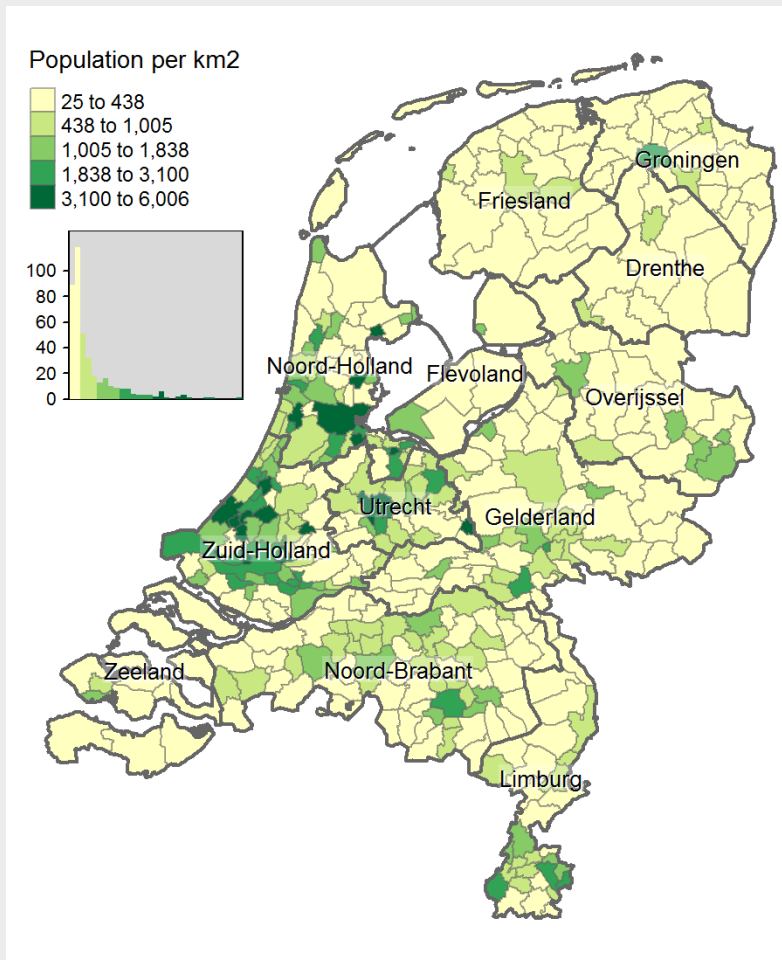 Population per km2
25 to 438
438 to 1,005
1,005 to 1,838
1,838 to 3,100
3,100 to 6,006
100
80
60
40
20
0
Groningen
Friesland
Drenthe
Noord-Holland
Flevoland
Overijssel
Utrecht
Gelderland
Zuid-Holland
Zeeland
Noord-Brabant
Limburg